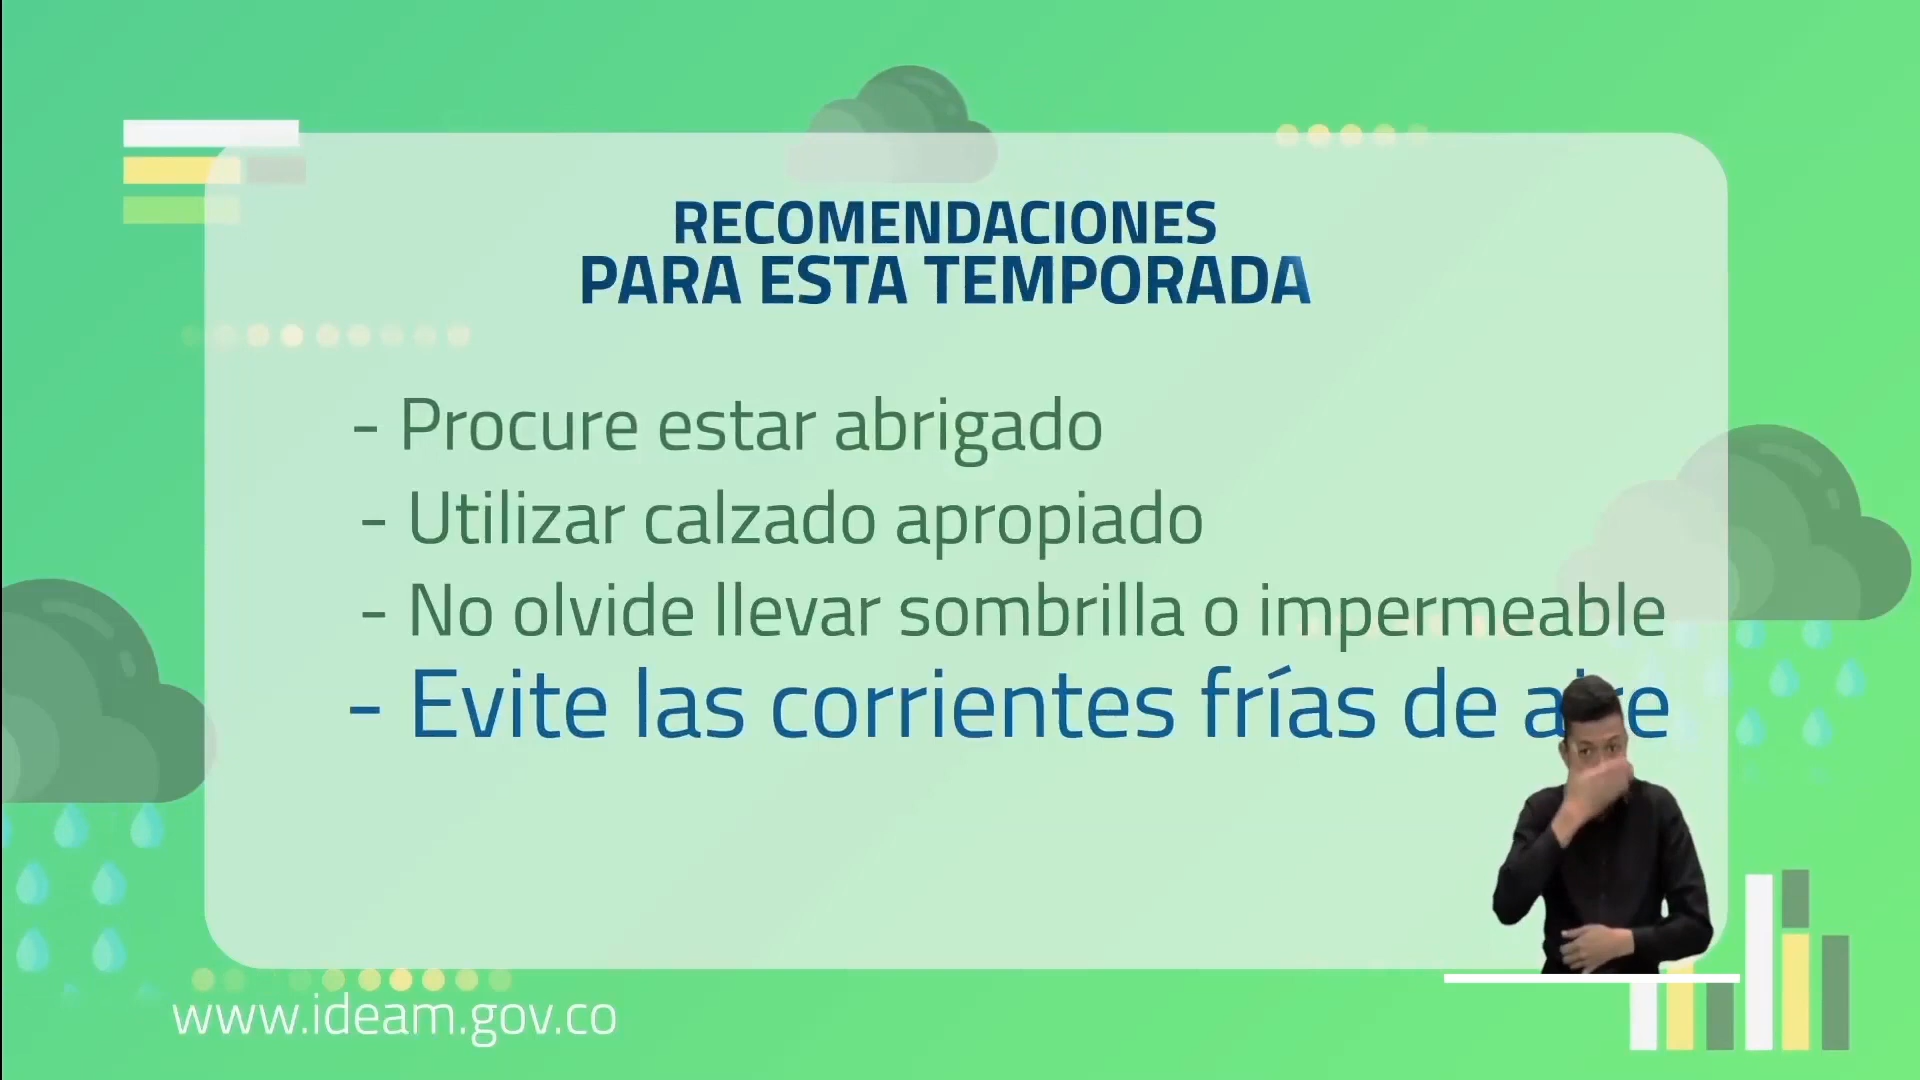 RECOMENDACIONES
PARA ESTA TEMPORADA
- Procure estar abrigado
- Utilizar calzado apropiado
- No olvide llevar sombrilla o impermeable
- Evite las corrientes frías de aire
www.ideam.gov.co